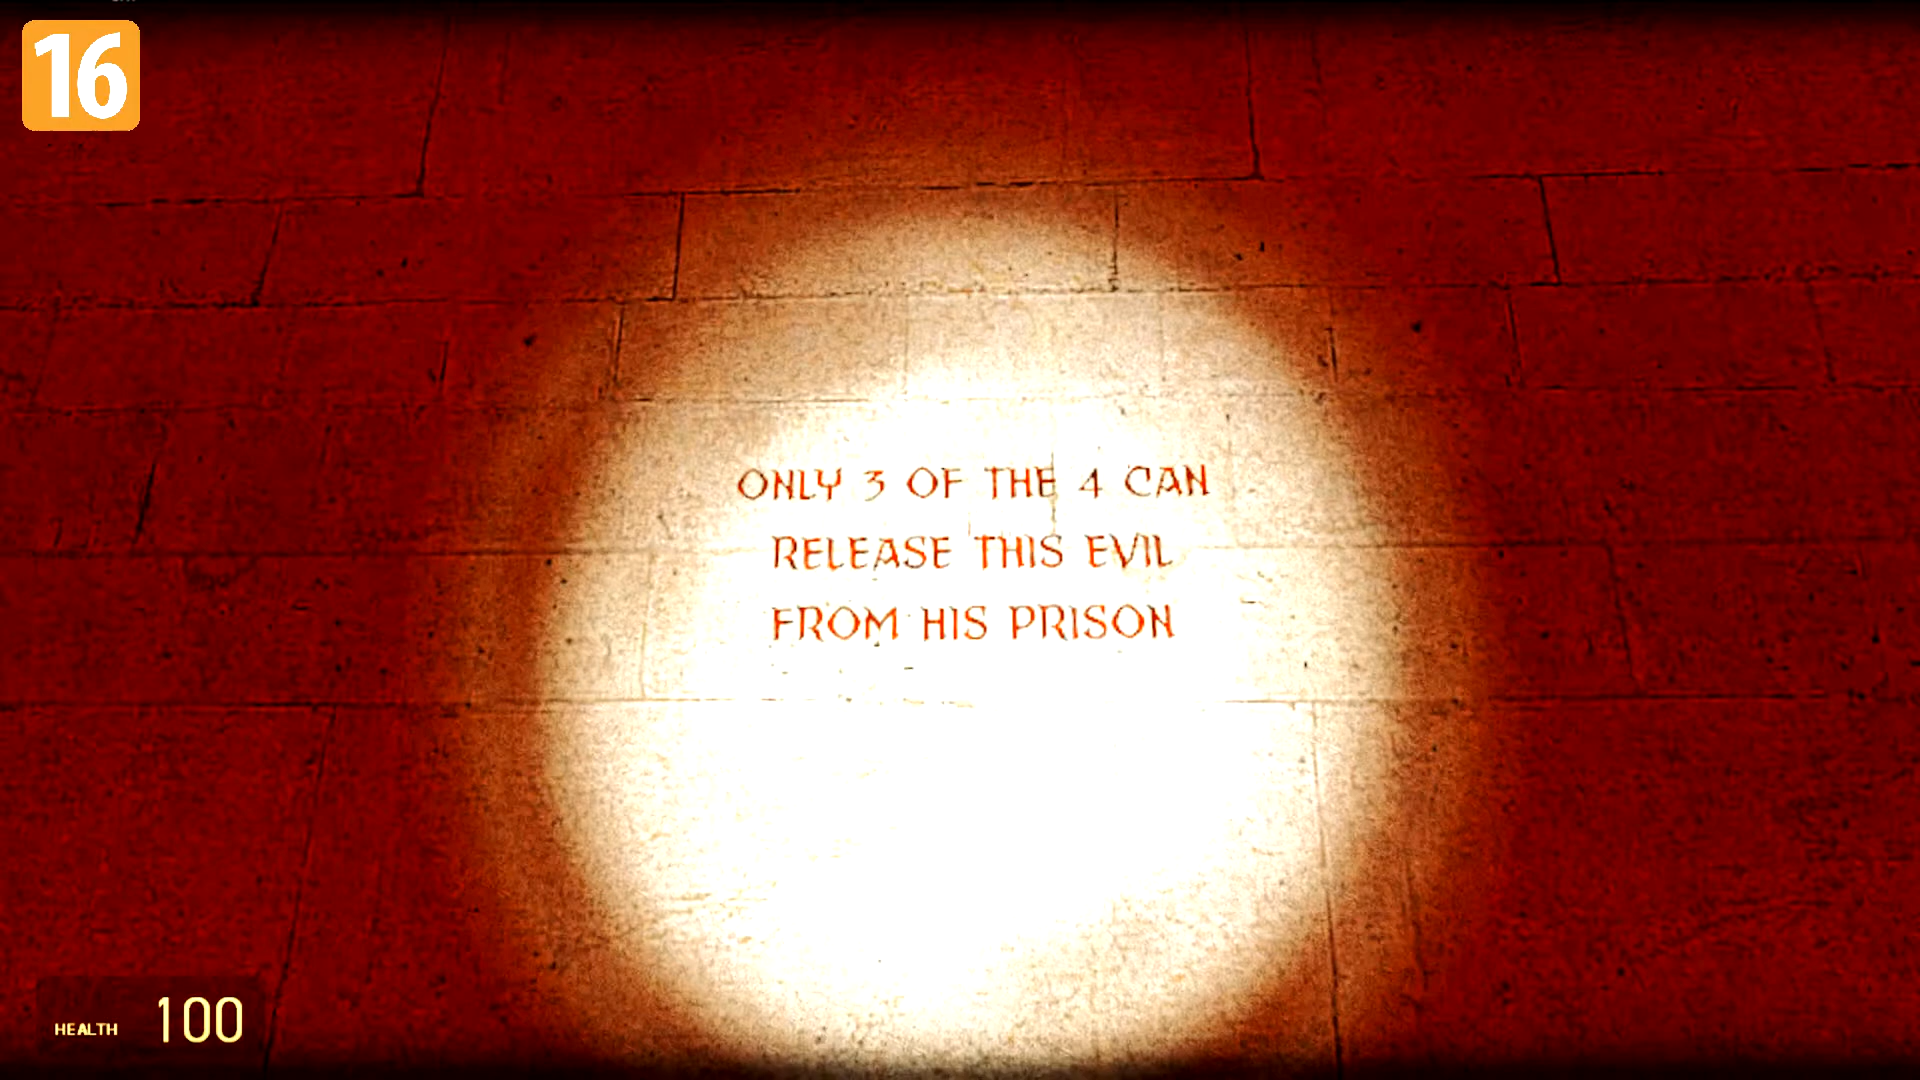 16
ONLY 3 OF THE 4 CAN
RELEASE THIS EVIL
FROM HIS PRISON
HEALTH 100